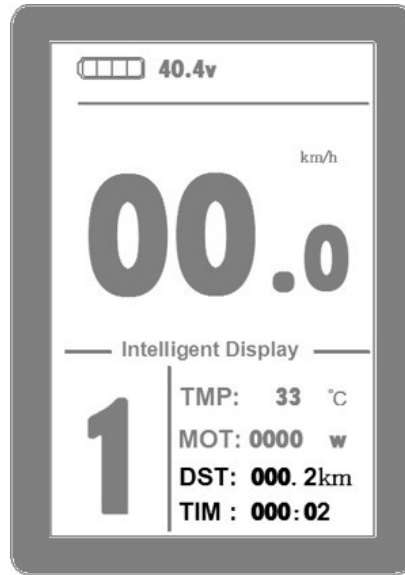 40.4v
km/h
00.0
Intelligent Display
1
TMP: 33 °C
MOT: 0000 w
DST: 000. 2km
TIM : 000:02